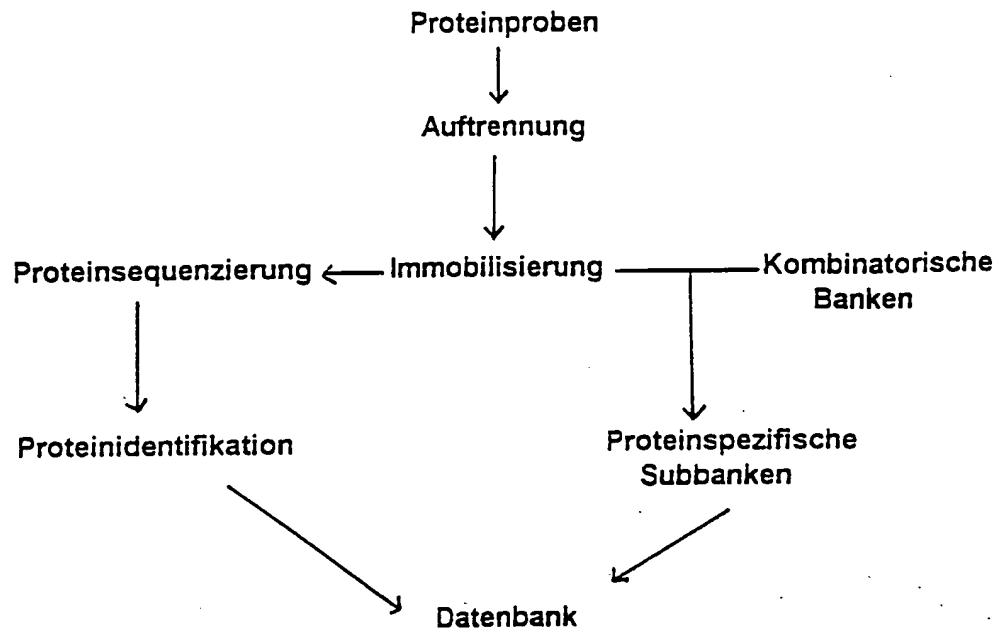 Proteinproben
Auftrennung
Proteinsequenzierung
Immobilisierung
Kombinatorische
Banken
Proteinidentifikation
Proteinspezifische
Subbanken
Datenbank